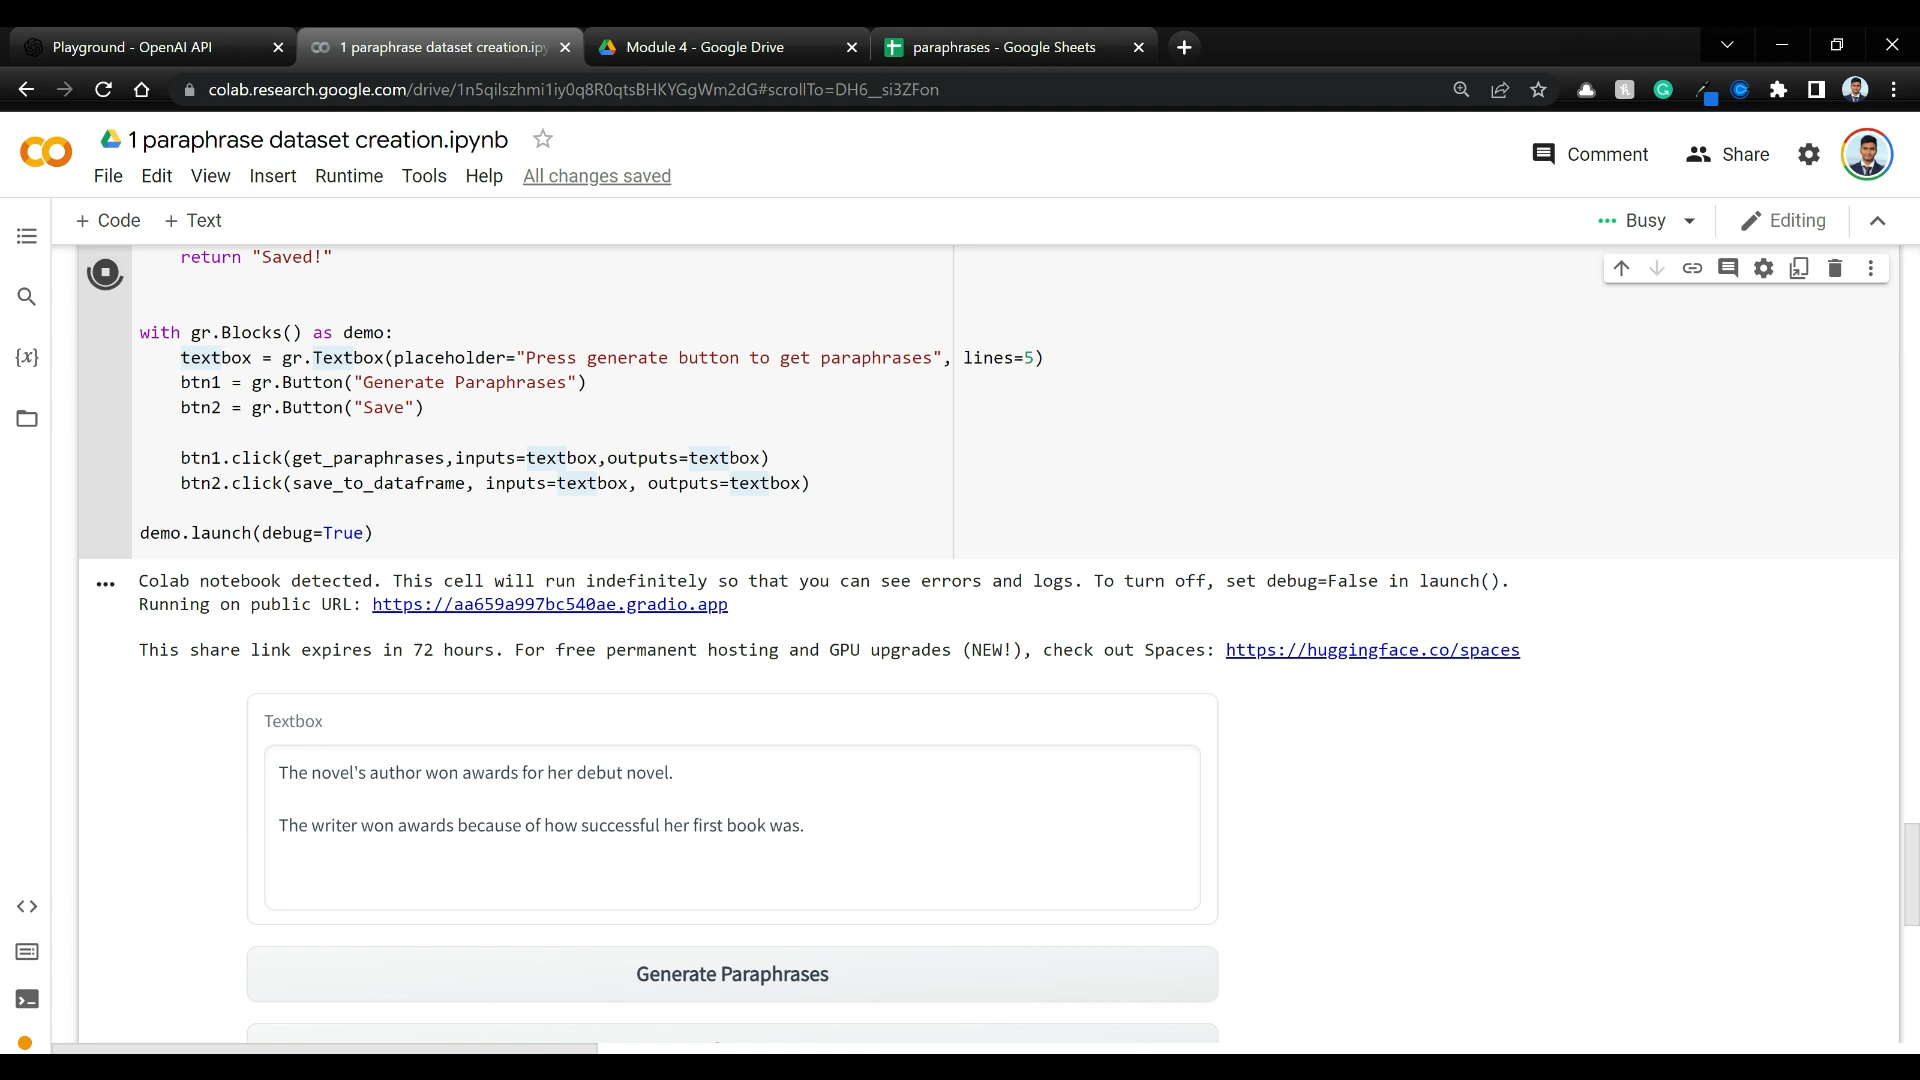 Playground - OpenAI API
1 paraphrase dataset creation.ipy
Module 4 - Google Drive
paraphrases - Google Sheets
colab.research.google.com/drive/1n5qilszhmi1iy0q8R0qtsBHKYGgWm2dG#scrollTo=DH6__si3ZFon
1 paraphrase dataset creation.ipynb
Comment
Share
File Edit View Insert Runtime Tools Help All changes saved
+ Code + Text
Busy
Editing
return "Saved!"
with gr.Blocks() as demo:
textbox = gr.Textbox(placeholder="Press generate button to get paraphrases", lines=5)
btn1 = gr.Button("Generate Paraphrases")
btn2 = gr.Button("Save")
btn1.click(get_paraphrases,inputs=textbox,outputs=textbox)
btn2.click(save_to_dataframe, inputs=textbox, outputs=textbox)
demo.launch(debug=True)
Colab notebook detected. This cell will run indefinitely so that you can see errors and logs. To turn off, set debug=False in launch().
Running on public URL: https://aa659a997bc540ae.gradio.app
This share link expires in 72 hours. For free permanent hosting and GPU upgrades (NEW!), check out Spaces: https://huggingface.co/spaces
Textbox
The novel's author won awards for her debut novel.
The writer won awards because of how successful her first book was.
Generate Paraphrases